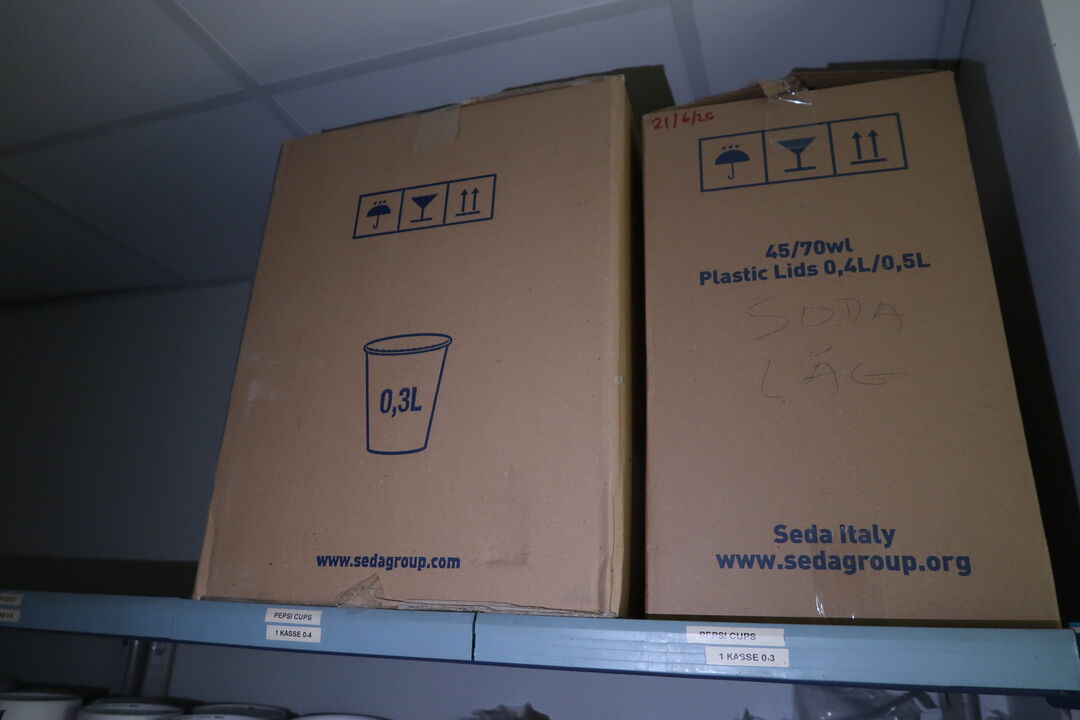 0,3L
www.sedagroup.com
21/6/25
45/70wl
Plastic Lids 0,4L/0,5L
SODA
LÅG
Seda Italy
www.sedagroup.org
PEPSI CUPS
1 KASSE 0-4
PEPSI CUPS
1 KASSE 0-3